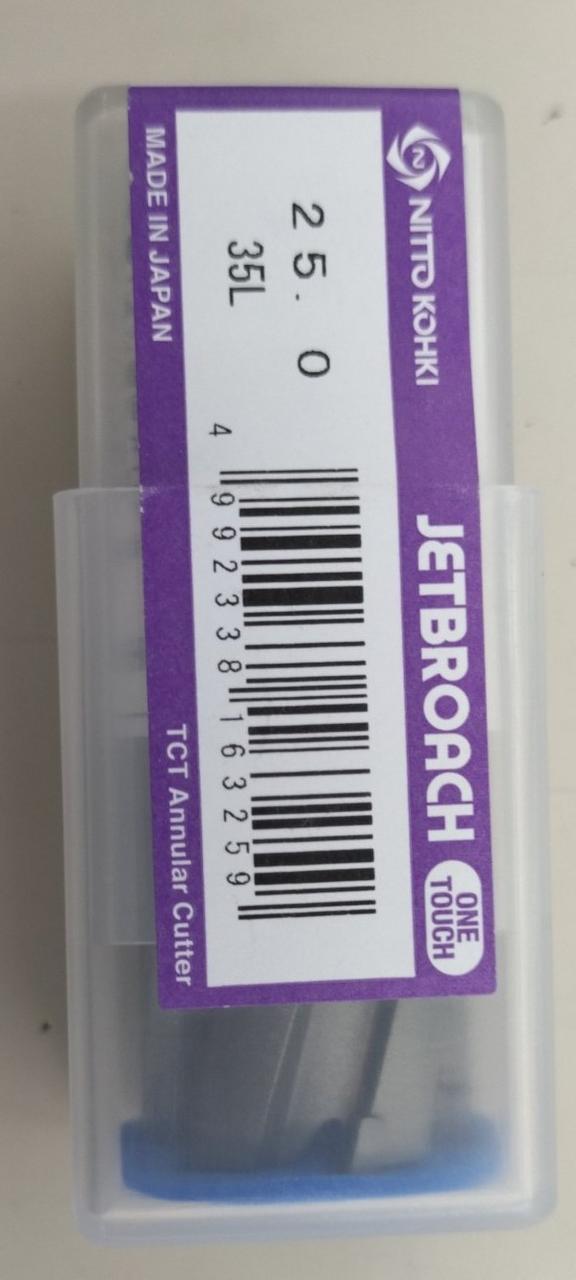 NITTO KOHKI
JETBROACH
ONE
TOUCH
25.0
35L
4 992338 163259
MADE IN JAPAN
TCT Annular Cutter